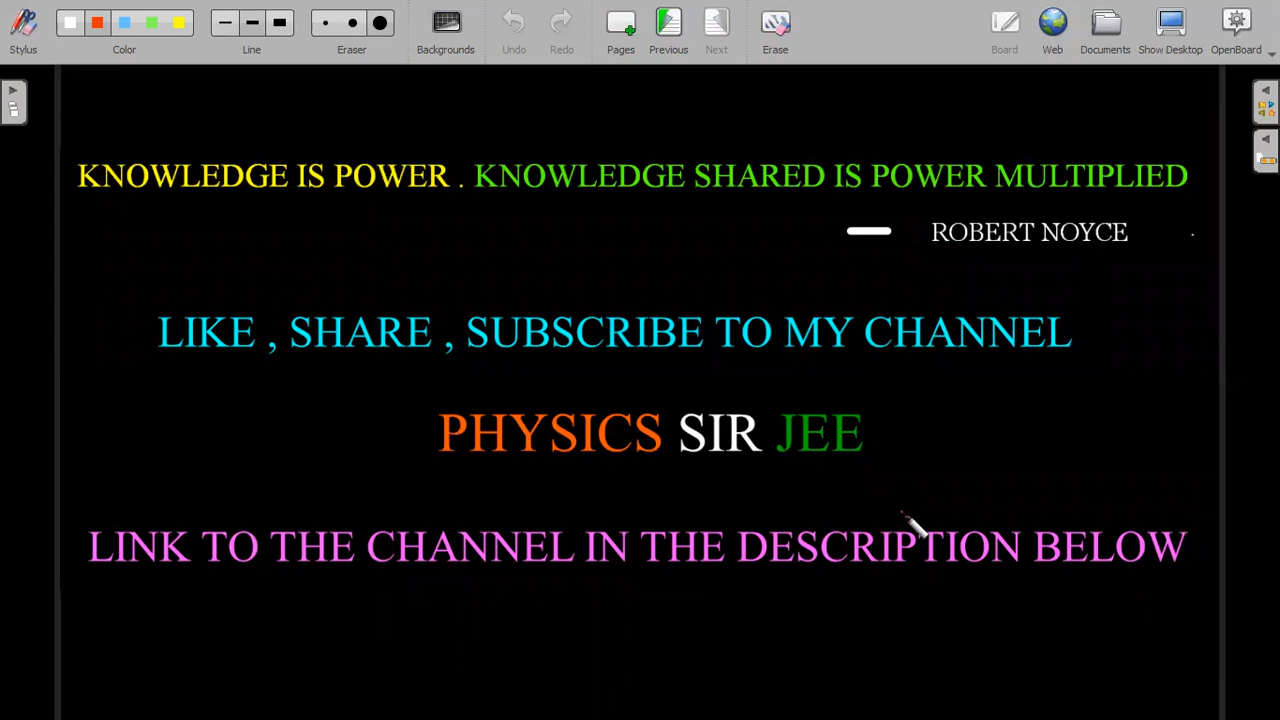 Stylus Color Line Eraser Backgrounds Undo Redo Pages Previous Next Erase Board Web Documents Show Desktop OpenBoard
KNOWLEDGE IS POWER . KNOWLEDGE SHARED IS POWER MULTIPLIED
— ROBERT NOYCE .
LIKE , SHARE , SUBSCRIBE TO MY CHANNEL
PHYSICS SIR JEE
LINK TO THE CHANNEL IN THE DESCRIPTION BELOW